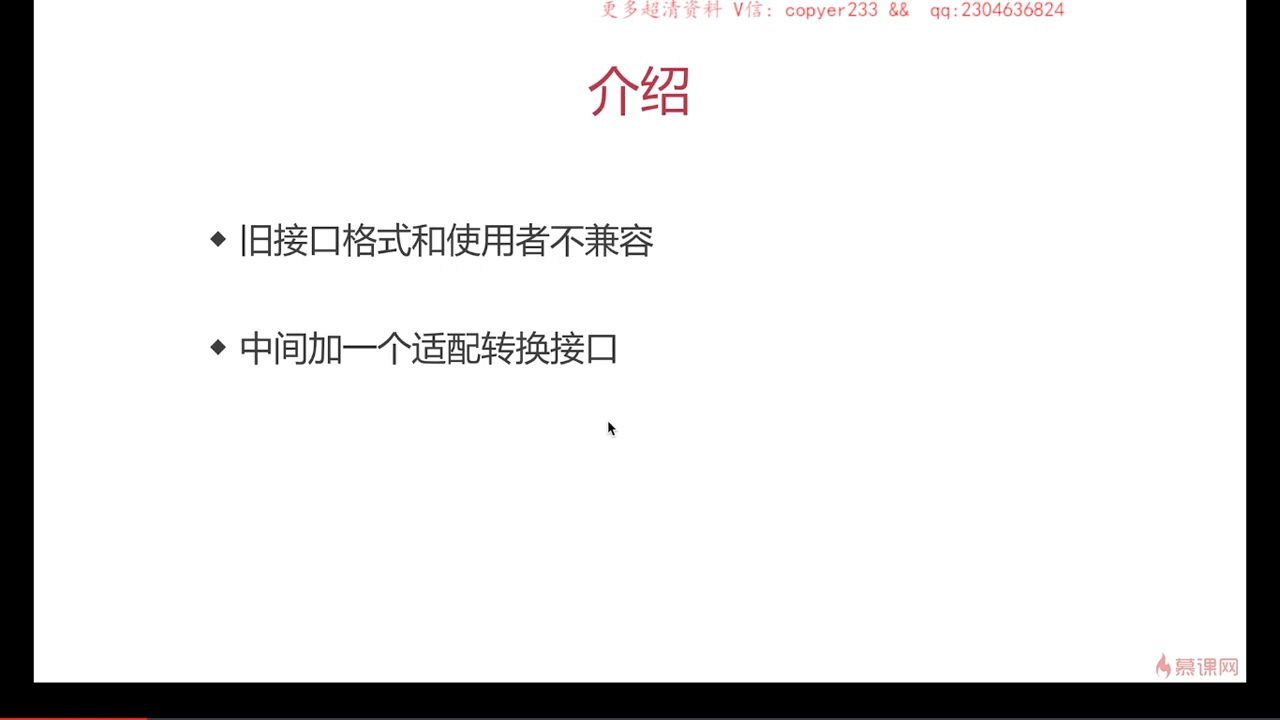 更多超清资料 V信: copyer233 && qq:2304636824
介绍
◆ 旧接口格式和使用者不兼容
◆ 中间加一个适配转换接口
慕课网